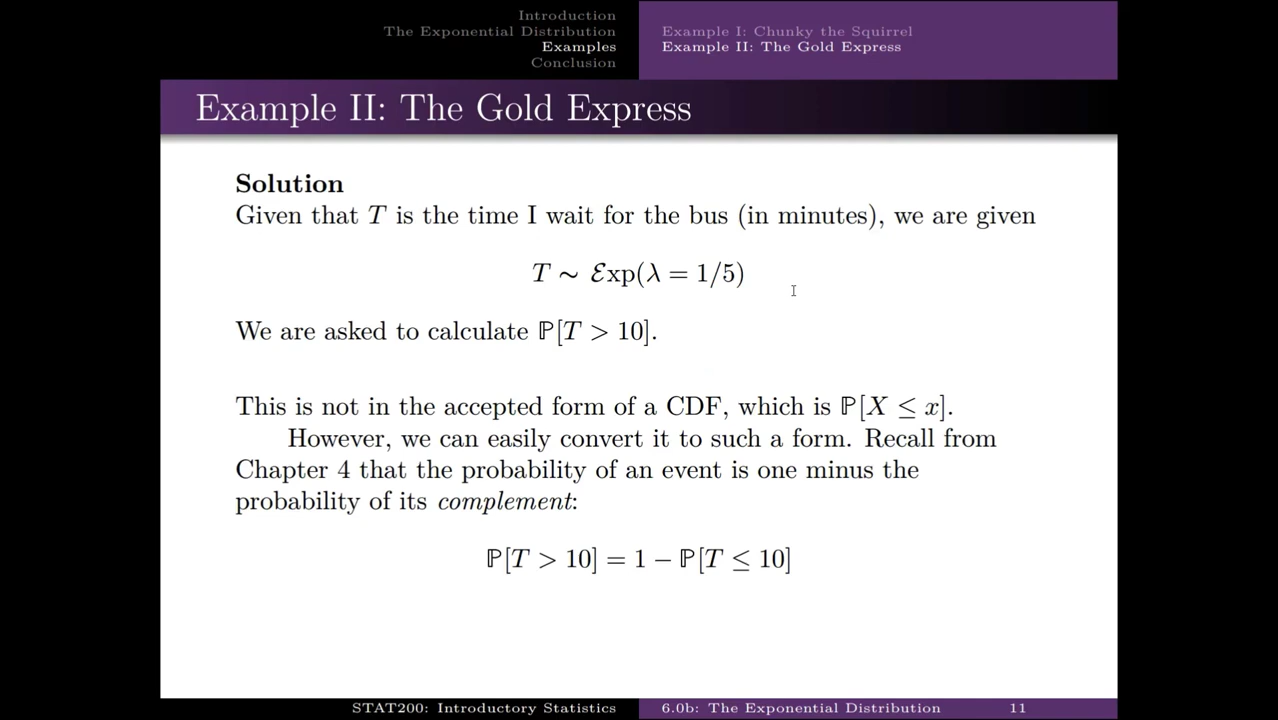 Introduction
The Exponential Distribution
Examples
Conclusion
Example I: Chunky the Squirrel
Example II: The Gold Express
Example II: The Gold Express
Solution
Given that T is the time I wait for the bus (in minutes), we are given
T ∼ ℰxp(λ = 1/5)
We are asked to calculate ℙ[T > 10].
This is not in the accepted form of a CDF, which is ℙ[X ≤ x].
However, we can easily convert it to such a form. Recall from
Chapter 4 that the probability of an event is one minus the
probability of its complement:
ℙ[T > 10] = 1 − ℙ[T ≤ 10]
STAT200: Introductory Statistics
6.0b: The Exponential Distribution
11